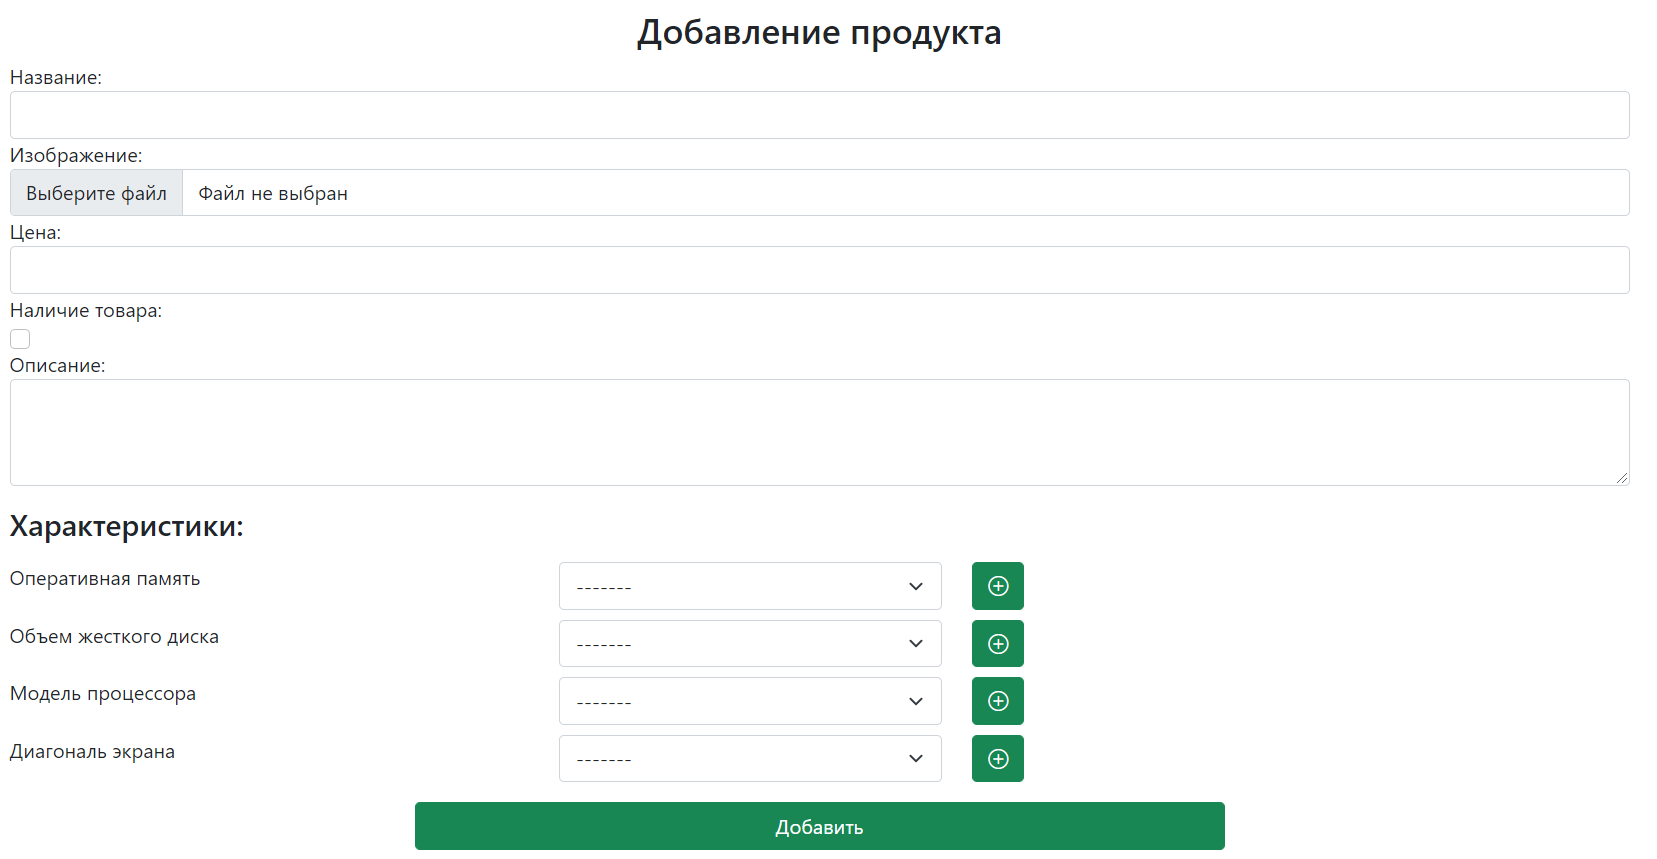 Добавление продукта
Название:
Изображение:
Выберите файл Файл не выбран
Цена:
Наличие товара:
Описание:
Характеристики:
Оперативная память -------
Объем жесткого диска -------
Модель процессора -------
Диагональ экрана -------
Добавить